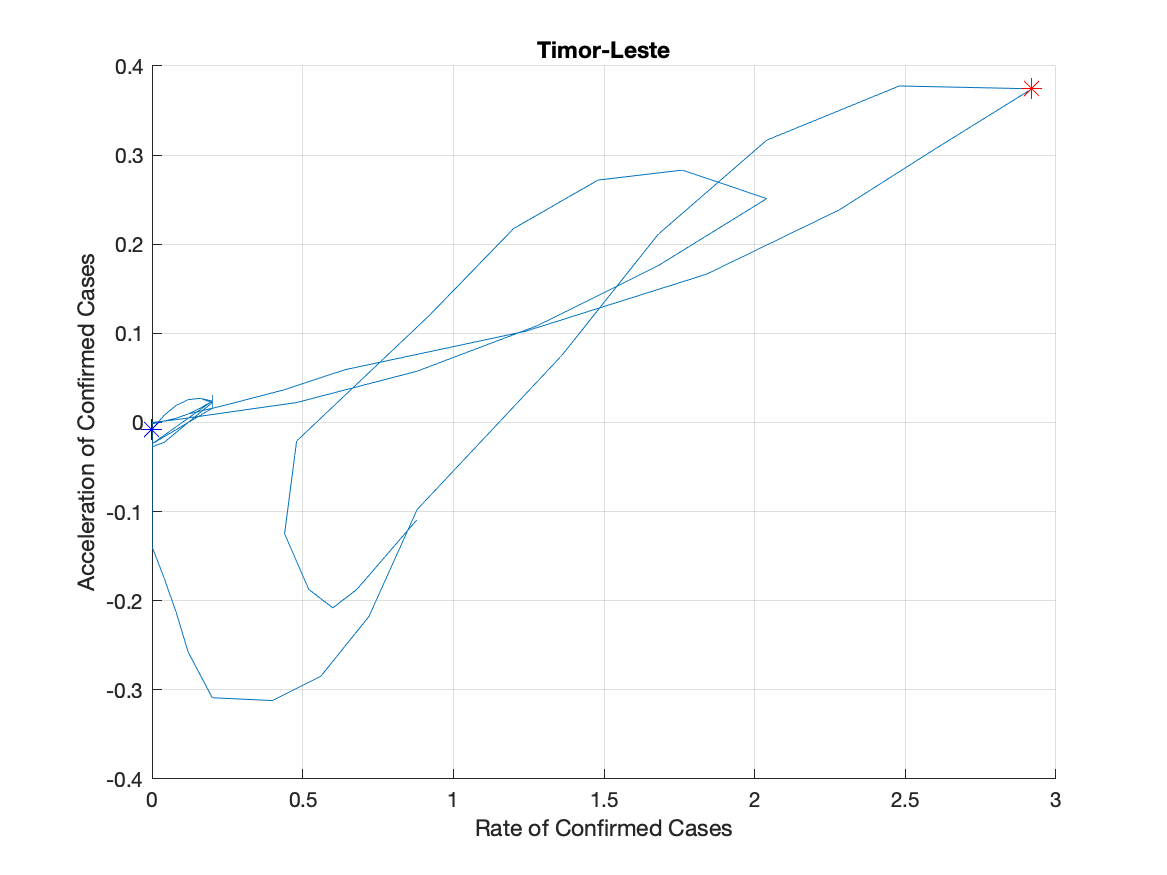 Timor-Leste
Acceleration of Confirmed Cases
0.4
0.3
0.2
0.1
0
-0.1
-0.2
-0.3
-0.4
0 0.5 1 1.5 2 2.5 3
Rate of Confirmed Cases